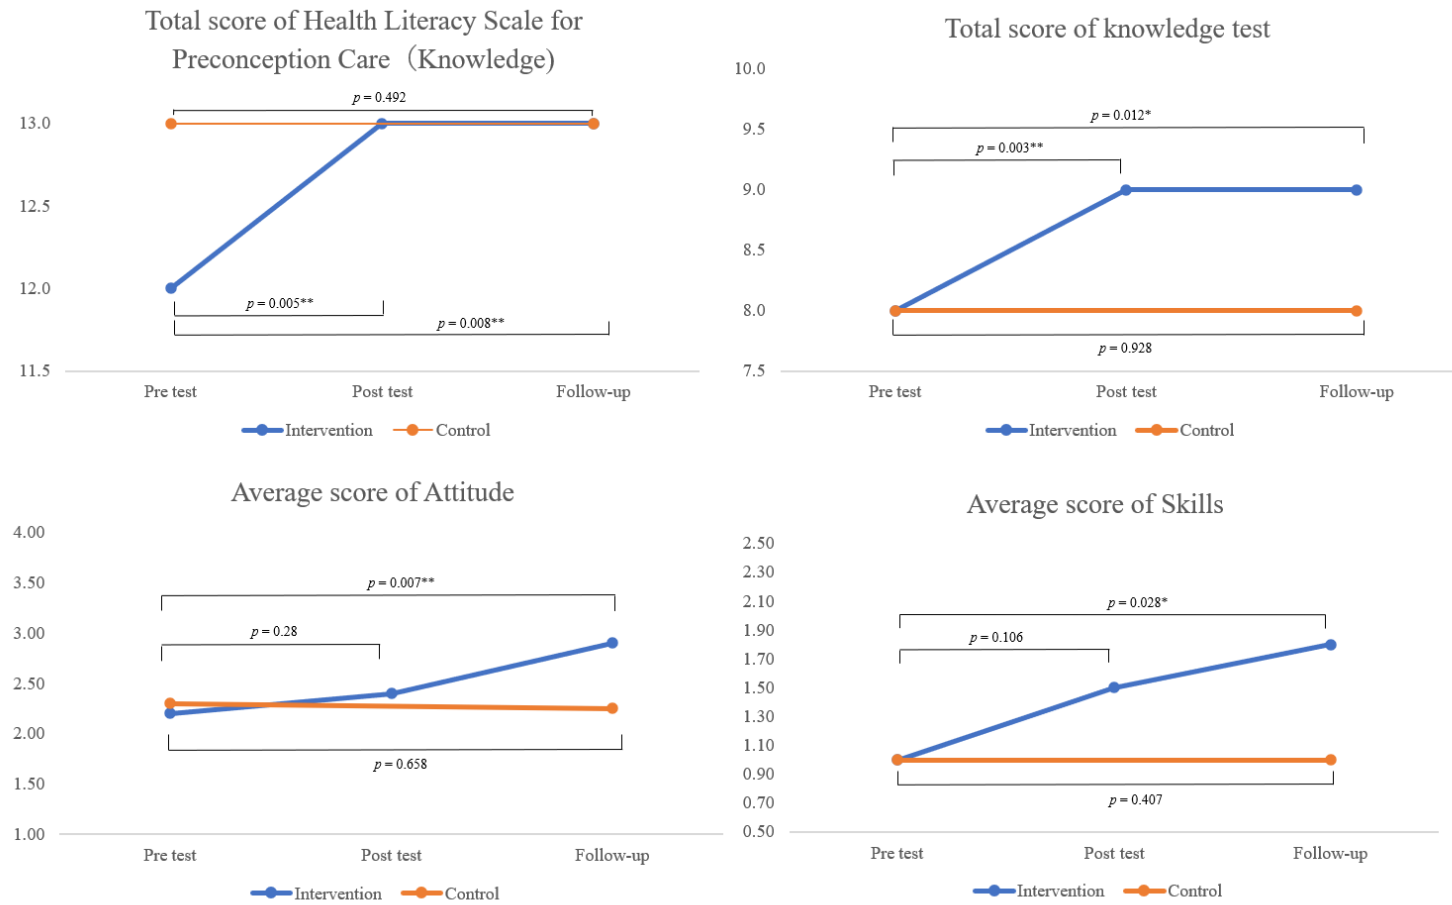 Total score of Health Literacy Scale for
Preconception Care（Knowledge)
p = 0.492
13.0
12.5
12.0
11.5
p = 0.005**
p = 0.008**
Pre test
Post test
Follow-up
Intervention
Control
Total score of knowledge test
10.0
9.5
9.0
8.5
8.0
7.5
p = 0.012*
p = 0.003**
p = 0.928
Pre test
Post test
Follow-up
Intervention
Control
Average score of Attitude
4.00
3.50
3.00
2.50
2.00
1.50
1.00
p = 0.007**
p = 0.28
p = 0.658
Pre test
Post test
Follow-up
Intervention
Control
Average score of Skills
2.50
2.30
2.10
1.90
1.70
1.50
1.30
1.10
0.90
0.70
0.50
p = 0.028*
p = 0.106
p = 0.407
Pre test
Post test
Follow-up
Intervention
Control